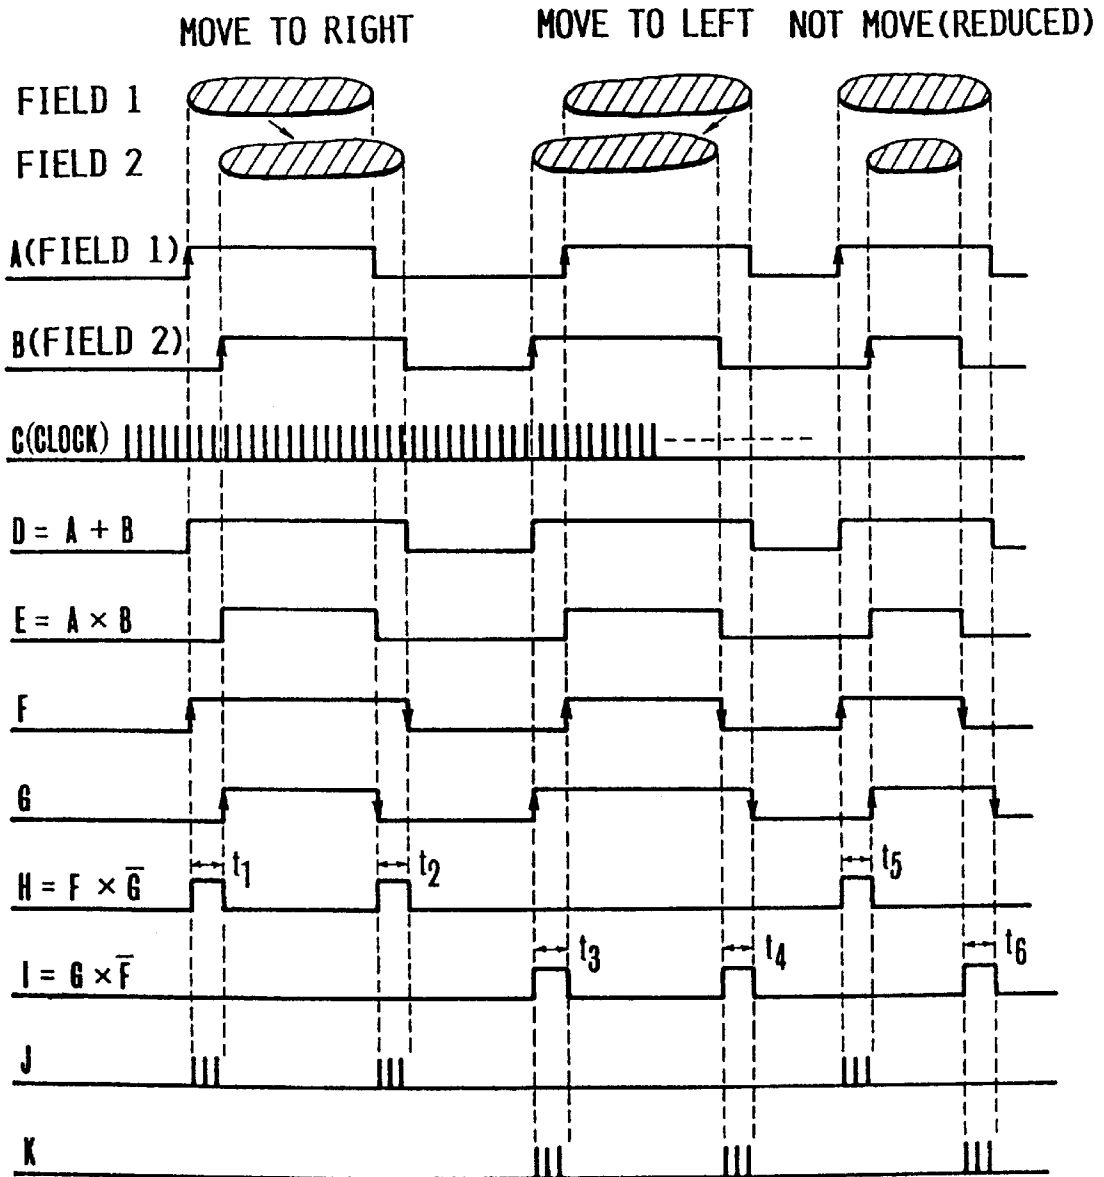 MOVE TO RIGHT MOVE TO LEFT NOT MOVE(REDUCED)
FIELD 1
FIELD 2
A(FIELD 1)
B(FIELD 2)
C(CLOCK)
D = A + B
E = A × B
F
G
t1 t2 t5
H = F × G̅
t3 t4 t6
I = G × F̅
J
K